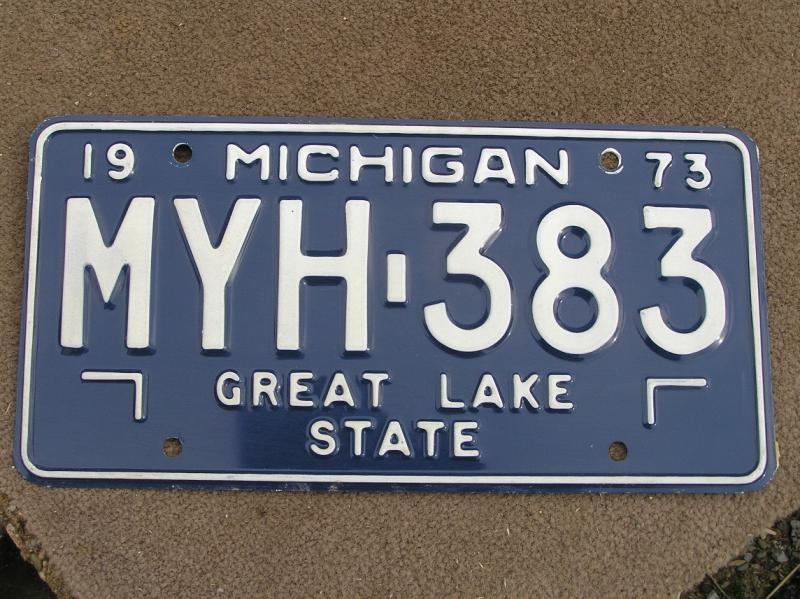 19 MICHIGAN 73
MYH-383
GREAT LAKE
STATE